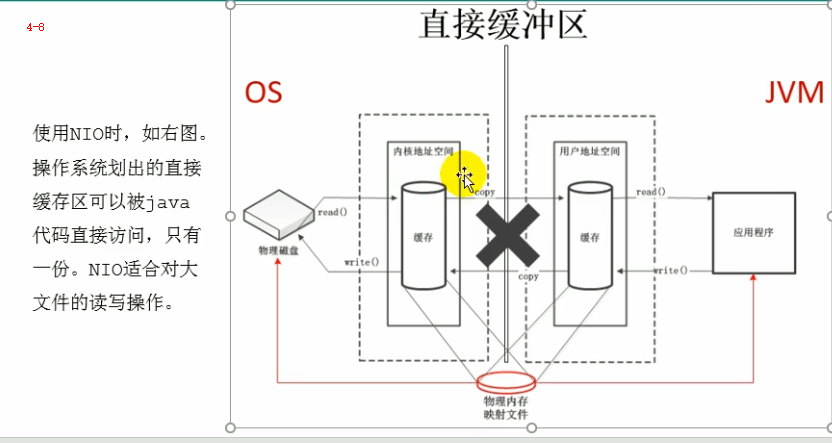 4-8
直接缓冲区
OS
JVM
使用NIO时，如右图。
操作系统划出的直接
缓存区可以被java
代码直接访问，只有
一份。NIO适合对大
文件的读写操作。
内核地址空间
用户地址空间
copy
read()
read()
缓存
缓存
应用程序
物理磁盘
write()
copy
write()
物理内存
映射文件